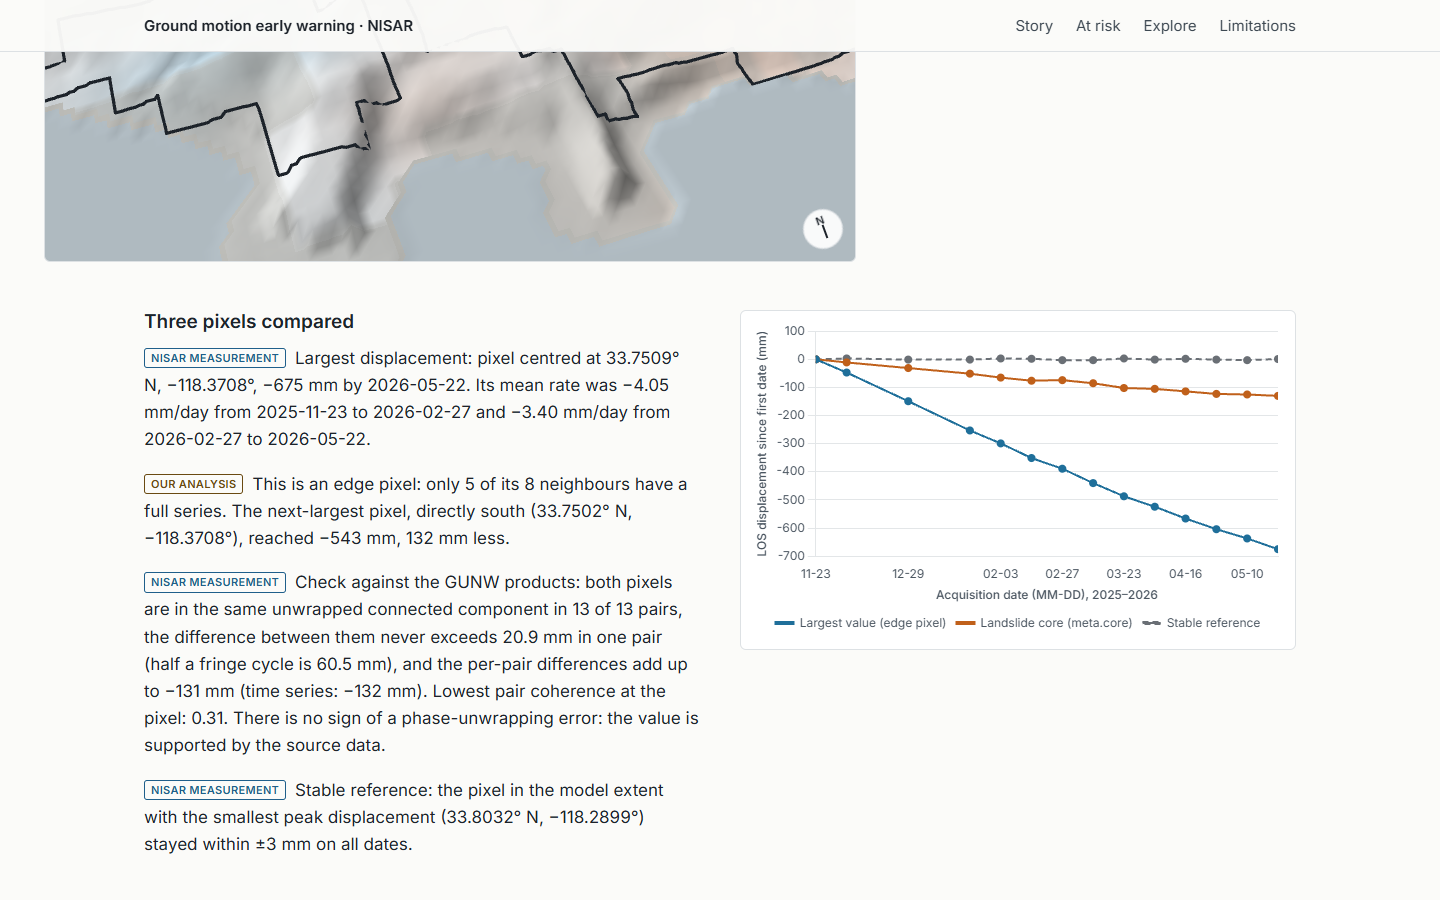 Ground motion early warning · NISAR
Story At risk Explore Limitations
N
Three pixels compared
NISAR MEASUREMENT Largest displacement: pixel centred at 33.7509°
N, −118.3708°, −675 mm by 2026-05-22. Its mean rate was −4.05
mm/day from 2025-11-23 to 2026-02-27 and −3.40 mm/day from
2026-02-27 to 2026-05-22.
OUR ANALYSIS This is an edge pixel: only 5 of its 8 neighbours have a
full series. The next-largest pixel, directly south (33.7502° N,
−118.3708°), reached −543 mm, 132 mm less.
NISAR MEASUREMENT Check against the GUNW products: both pixels
are in the same unwrapped connected component in 13 of 13 pairs,
the difference between them never exceeds 20.9 mm in one pair
(half a fringe cycle is 60.5 mm), and the per-pair differences add up
to −131 mm (time series: −132 mm). Lowest pair coherence at the
pixel: 0.31. There is no sign of a phase-unwrapping error: the value is
supported by the source data.
NISAR MEASUREMENT Stable reference: the pixel in the model extent
with the smallest peak displacement (33.8032° N, −118.2899°)
stayed within ±3 mm on all dates.
LOS displacement since first date (mm)
100
0
-100
-200
-300
-400
-500
-600
-700
11-23 12-29 02-03 02-27 03-23 04-16 05-10
Acquisition date (MM-DD), 2025–2026
Largest value (edge pixel) Landslide core (meta.core) Stable reference